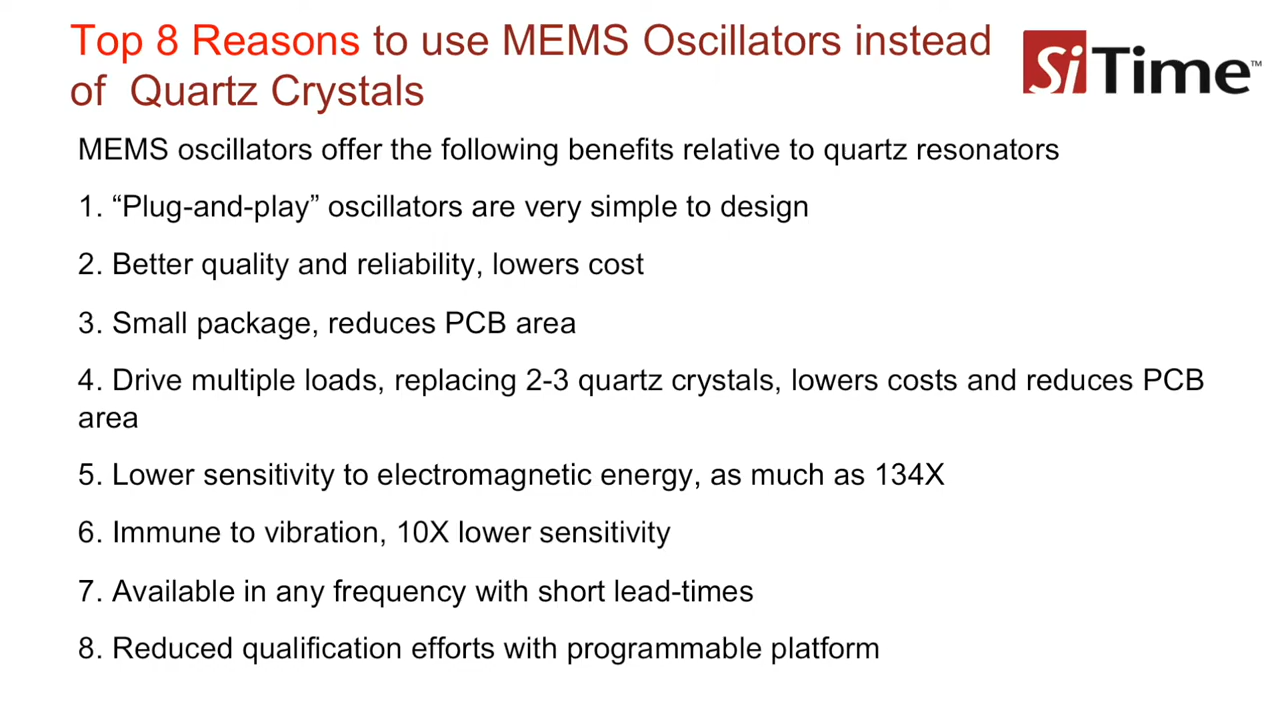 Top 8 Reasons to use MEMS Oscillators instead
of  Quartz Crystals
SiTime™
MEMS oscillators offer the following benefits relative to quartz resonators
1. “Plug-and-play” oscillators are very simple to design
2. Better quality and reliability, lowers cost
3. Small package, reduces PCB area
4. Drive multiple loads, replacing 2-3 quartz crystals, lowers costs and reduces PCB
area
5. Lower sensitivity to electromagnetic energy, as much as 134X
6. Immune to vibration, 10X lower sensitivity
7. Available in any frequency with short lead-times
8. Reduced qualification efforts with programmable platform